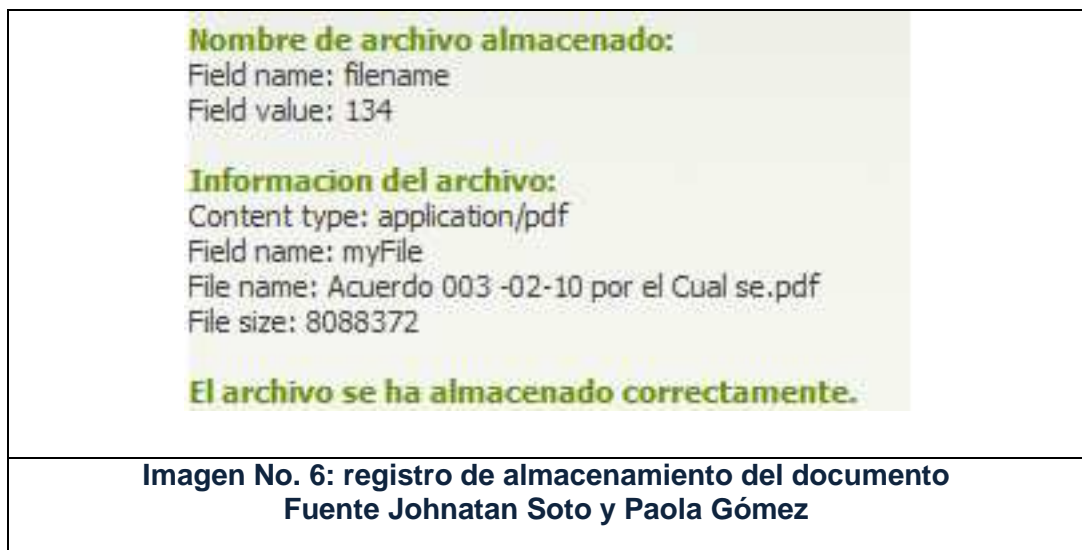 Nombre de archivo almacenado:
Field name: filename
Field value: 134
Informacion del archivo:
Content type: application/pdf
Field name: myFile
File name: Acuerdo 003 -02-10 por el Cual se.pdf
File size: 8088372
El archivo se ha almacenado correctamente.
Imagen No. 6: registro de almacenamiento del documento
Fuente Johnatan Soto y Paola Gómez